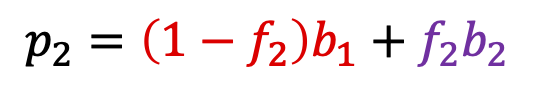 p₂ = (1 − f₂)b₁ + f₂b₂